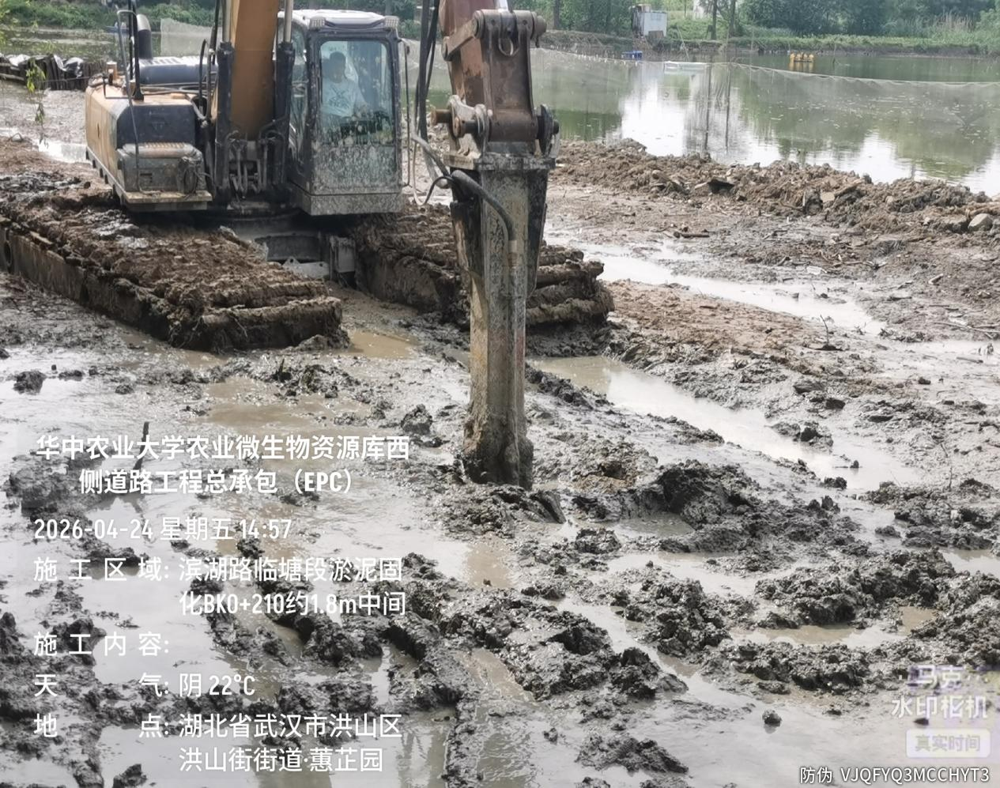 华中农业大学农业微生物资源库西
侧道路工程总承包（EPC）
2026-04-24 星期五 14:57
施工区域: 滨湖路临塘段淤泥固
化BK0+210约1.8m中间
施工内容:
天气: 阴 22℃
地点: 湖北省武汉市洪山区
洪山街街道·蕙芷园
马克
水印相机
真实时间
防伪 VJQFYQ3MCCHYT3